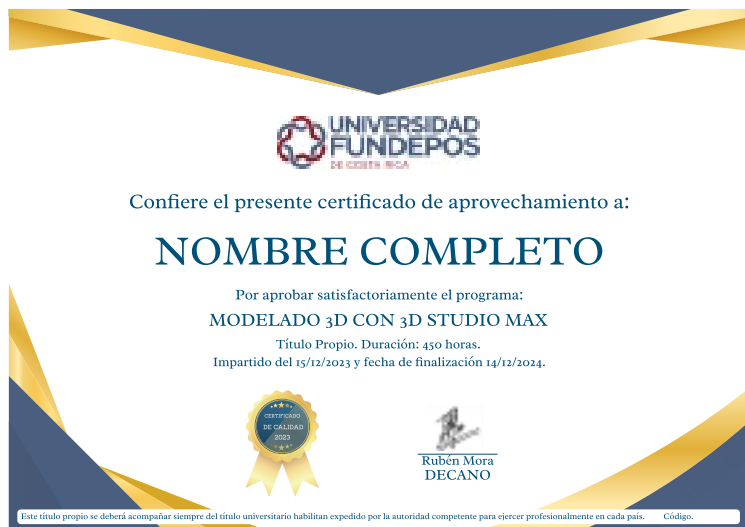 UNIVERSIDAD
FUNDEPOS
DE COSTA RICA
Confiere el presente certificado de aprovechamiento a:
NOMBRE COMPLETO
Por aprobar satisfactoriamente el programa:
MODELADO 3D CON 3D STUDIO MAX
Título Propio. Duración: 450 horas.
Impartido del 15/12/2023 y fecha de finalización 14/12/2024.
CERTIFICADO
DE CALIDAD
2023
Rubén Mora
DECANO
Este título propio se deberá acompañar siempre del título universitario habilitan expedido por la autoridad competente para ejercer profesionalmente en cada país. Código.